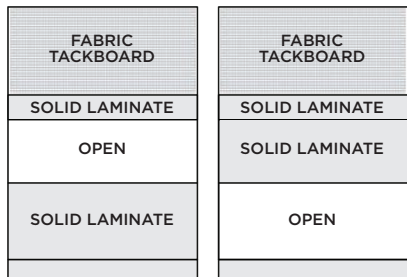 FABRIC
TACKBOARD
SOLID LAMINATE
OPEN
SOLID LAMINATE
FABRIC
TACKBOARD
SOLID LAMINATE
SOLID LAMINATE
OPEN